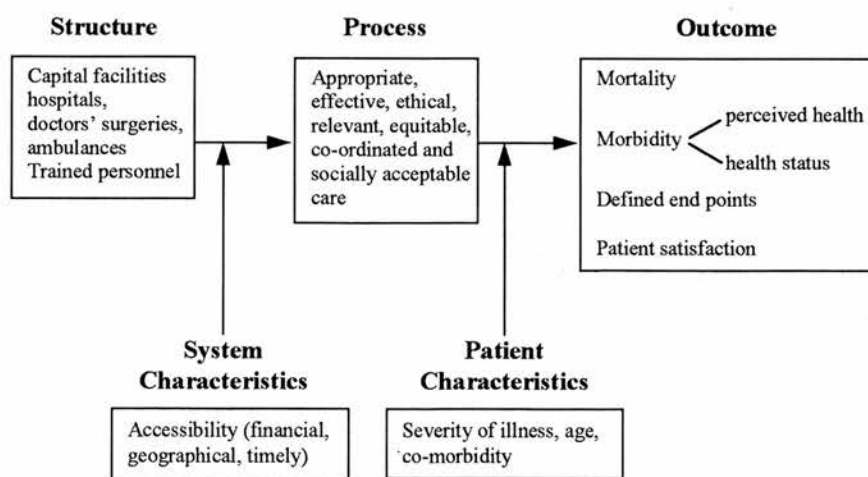 Structure
Capital facilities
hospitals,
doctors' surgeries,
ambulances
Trained personnel
Process
Appropriate,
effective, ethical,
relevant, equitable,
co-ordinated and
socially acceptable
care
Outcome
Mortality
Morbidity
perceived health
health status
Defined end points
Patient satisfaction
System
Characteristics
Accessibility (financial,
geographical, timely)
Patient
Characteristics
Severity of illness, age,
co-morbidity